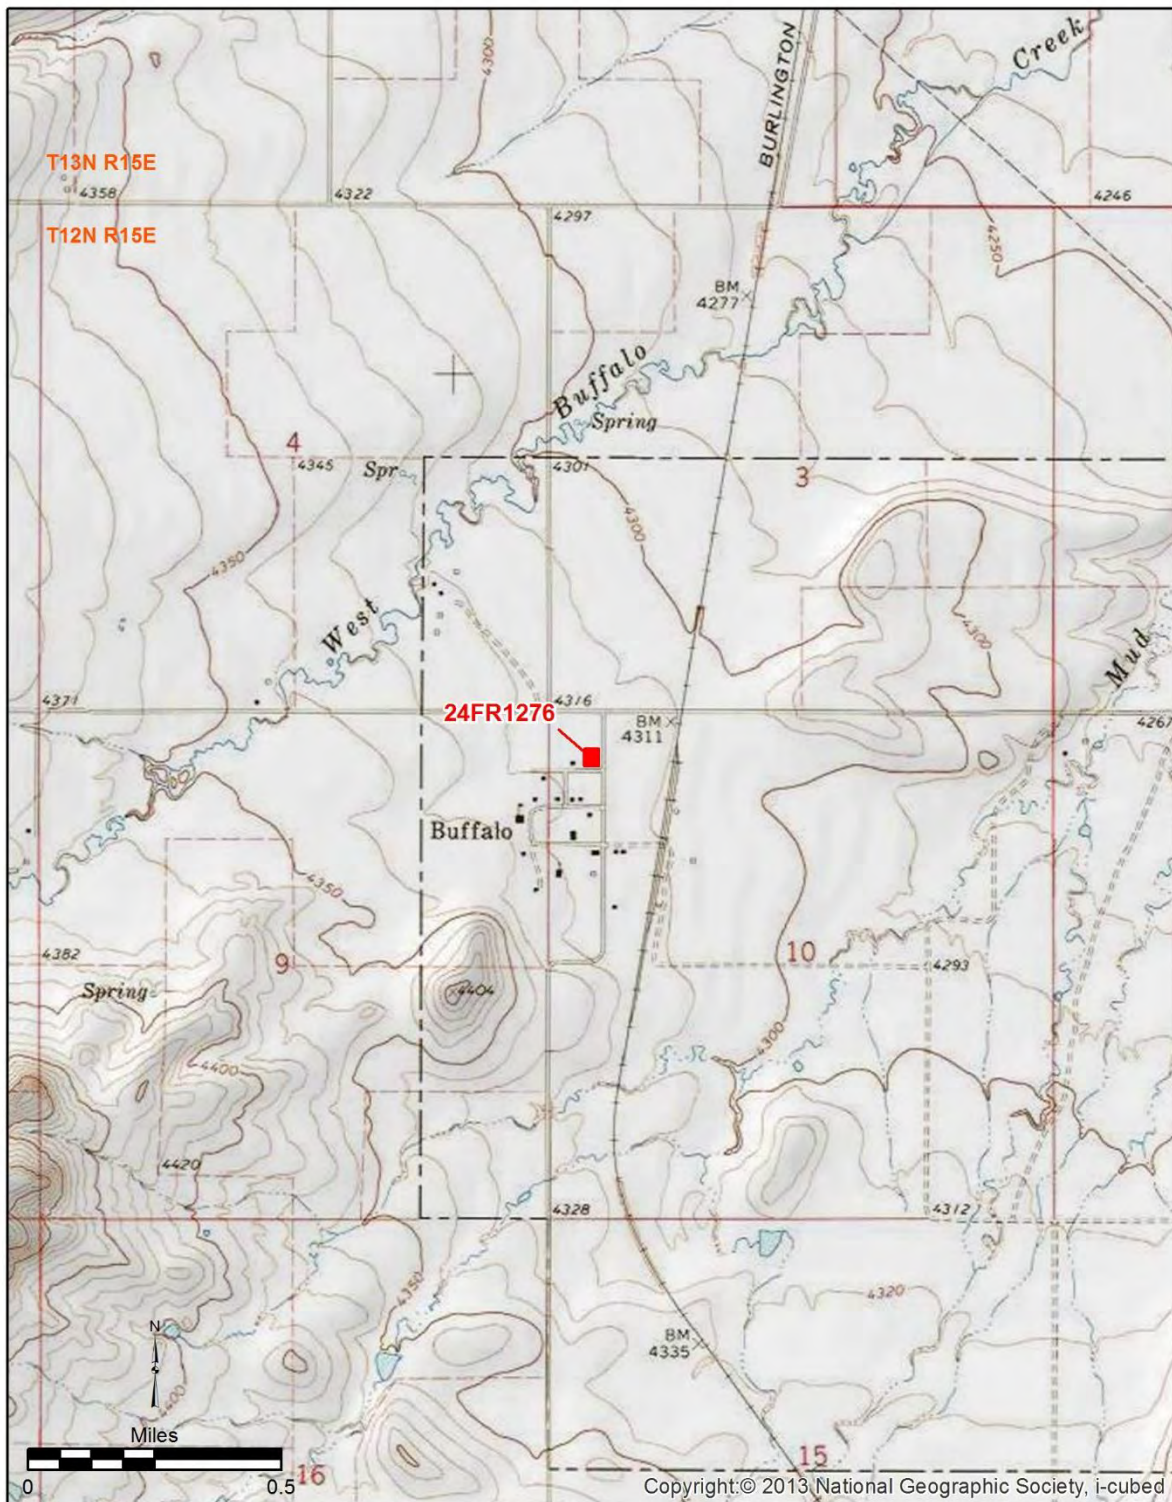 Creek
BURLINGTON
4300
T13N R15E
4358
4322
4246
4297
T12N R15E
4250
BM
4277
Buffalo
Spring
4
4345
Spr
4301
3
4300
4350
4300
West
Mud
4371
4316
24FR1276
BM
4311
4267
Buffalo
4350
4382
9
10
4293
Spring
4404
4300
4400
4420
4328
4312
4350
4320
N
BM
4335
4400
Miles
0
0.5
16
15
Copyright:© 2013 National Geographic Society, i-cubed